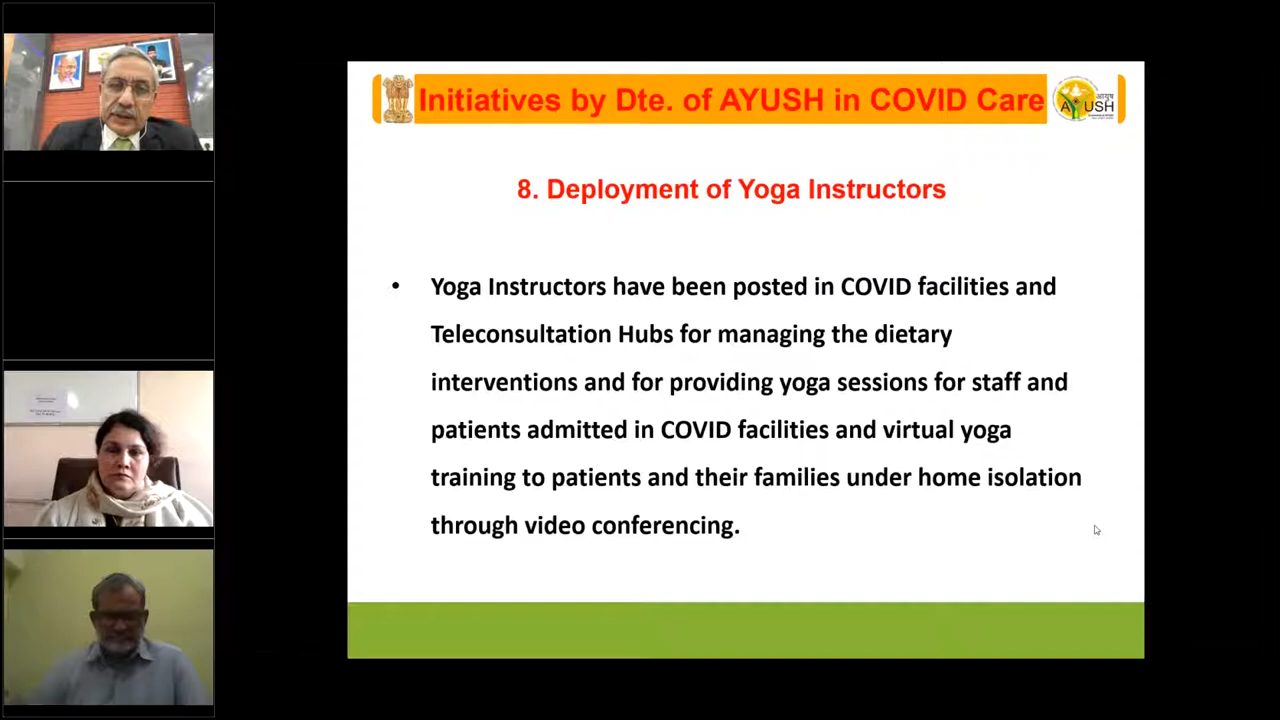 Initiatives by Dte. of AYUSH in COVID Care
आयुष
AYUSH
8. Deployment of Yoga Instructors
• Yoga Instructors have been posted in COVID facilities and
Teleconsultation Hubs for managing the dietary
interventions and for providing yoga sessions for staff and
patients admitted in COVID facilities and virtual yoga
training to patients and their families under home isolation
through video conferencing.